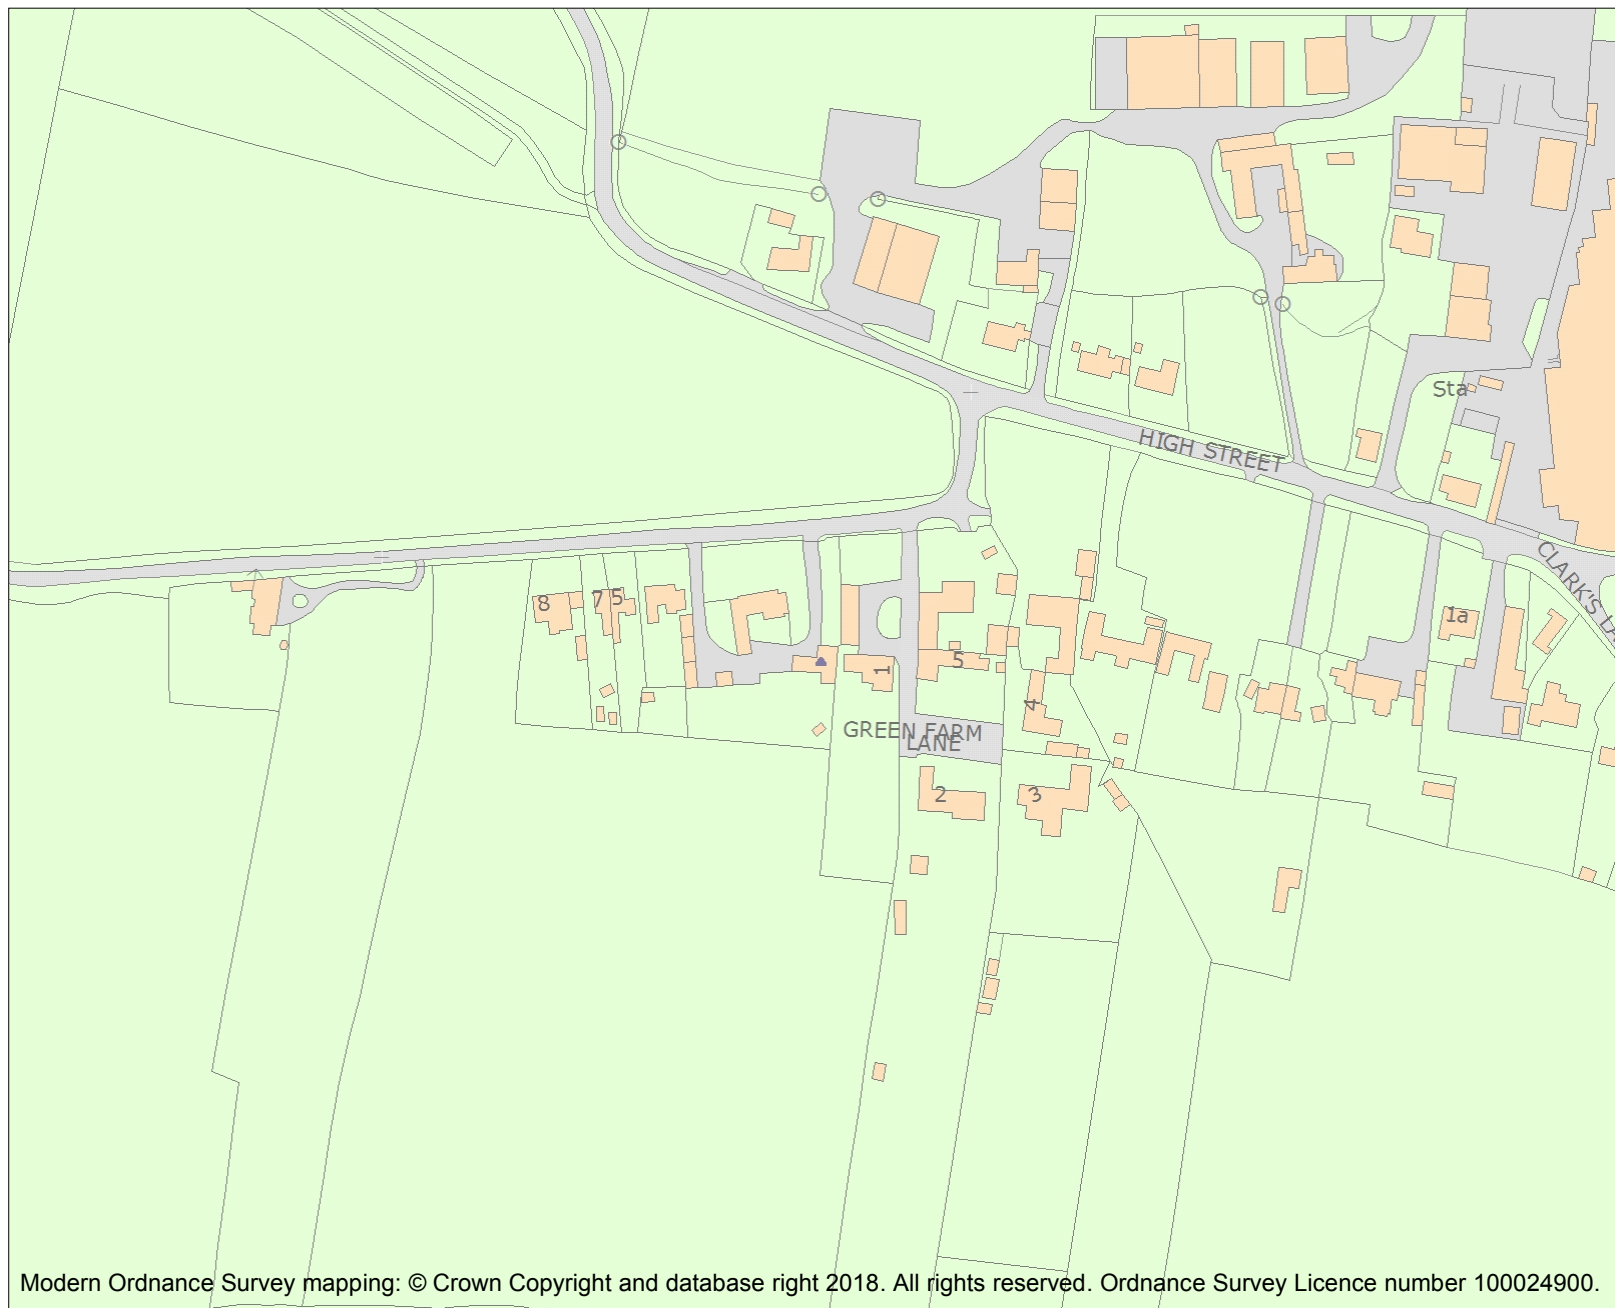 Sta
HIGH STREET
CLARK'S LA
8
7
5
1a
1
5
4
GREEN FARM
LANE
2
3
Modern Ordnance Survey mapping: © Crown Copyright and database right 2018. All rights reserved. Ordnance Survey Licence number 100024900.